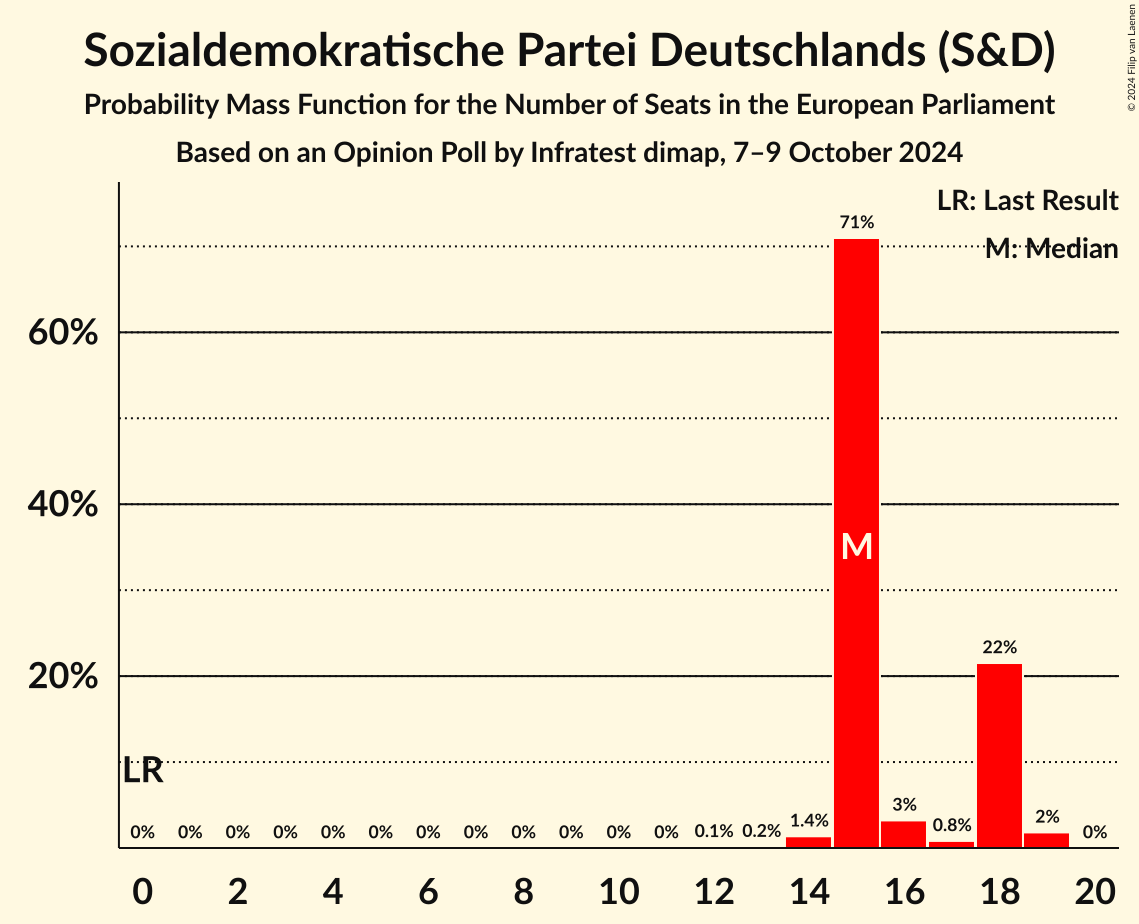 Sozialdemokratische Partei Deutschlands (S&D)
Probability Mass Function for the Number of Seats in the European Parliament
Based on an Opinion Poll by Infratest dimap, 7–9 October 2024
© 2024 Filip van Laenen
LR: Last Result
M: Median
71%
60%
40%
M
22%
20%
LR
0% 0% 0% 0% 0% 0% 0% 0% 0% 0% 0% 0% 0.1% 0.2% 1.4% 3% 0.8% 2% 0%
0 2 4 6 8 10 12 14 16 18 20